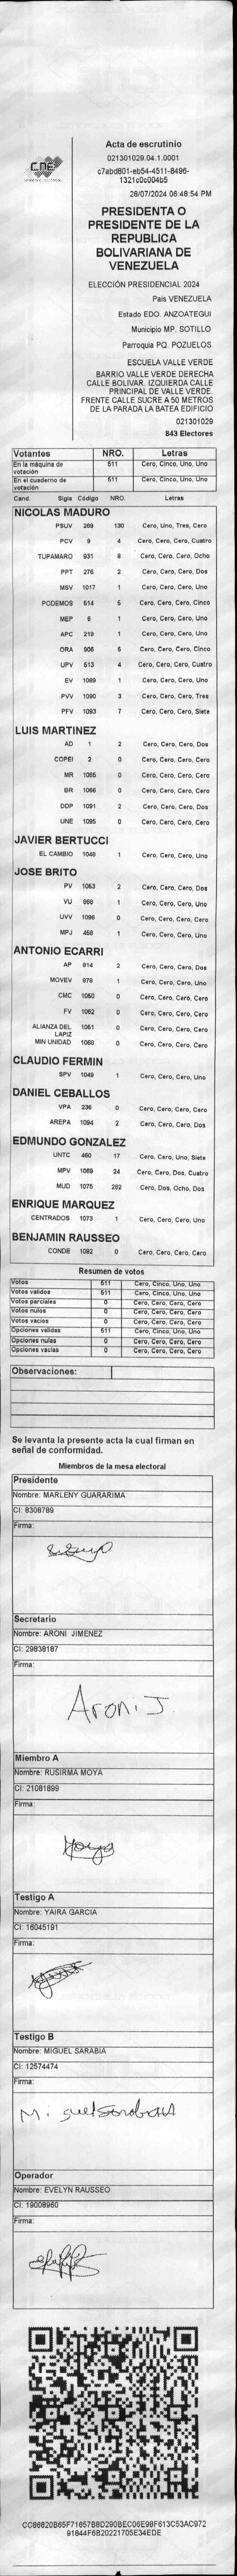 CNE
Acta de escrutinio
021301029.04.1.0001
c7abd801-eb54-4511-8496-
1321c0c004b5
28/07/2024 06:48:54 PM
PRESIDENTA O
PRESIDENTE DE LA
REPUBLICA
BOLIVARIANA DE
VENEZUELA
ELECCIÓN PRESIDENCIAL 2024
Pais VENEZUELA
Estado EDO. ANZOATEGUI
Municipio MP. SOTILLO
Parroquia PQ. POZUELOS
ESCUELA VALLE VERDE
BARRIO VALLE VERDE DERECHA
CALLE BOLIVAR. IZQUIERDA CALLE
PRINCIPAL DE VALLE VERDE.
FRENTE CALLE SUCRE A 50 METROS
DE LA PARADA LA BATEA EDIFICIO
021301029
843 Electores
Votantes NRO. Letras
En la máquina de votación 511 Cero, Cinco, Uno, Uno
En el cuaderno de votación 511 Cero, Cinco, Uno, Uno
Cand. Sigla Código NRO. Letras
NICOLAS MADURO
PSUV 269 130 Cero, Uno, Tres, Cero
PCV 9 4 Cero, Cero, Cero, Cuatro
TUPAMARO 931 8 Cero, Cero, Cero, Ocho
PPT 276 2 Cero, Cero, Cero, Dos
MSV 1017 1 Cero, Cero, Cero, Uno
PODEMOS 514 5 Cero, Cero, Cero, Cinco
MEP 6 1 Cero, Cero, Cero, Uno
APC 219 1 Cero, Cero, Cero, Uno
ORA 906 5 Cero, Cero, Cero, Cinco
UPV 513 4 Cero, Cero, Cero, Cuatro
EV 1089 1 Cero, Cero, Cero, Uno
PVV 1090 3 Cero, Cero, Cero, Tres
PFV 1093 7 Cero, Cero, Cero, Siete
LUIS MARTINEZ
AD 1 2 Cero, Cero, Cero, Dos
COPEI 2 0 Cero, Cero, Cero, Cero
MR 1065 0 Cero, Cero, Cero, Cero
BR 1066 0 Cero, Cero, Cero, Cero
DDP 1091 2 Cero, Cero, Cero, Dos
UNE 1095 0 Cero, Cero, Cero, Cero
JAVIER BERTUCCI
EL CAMBIO 1048 1 Cero, Cero, Cero, Uno
JOSE BRITO
PV 1053 2 Cero, Cero, Cero, Dos
VU 868 1 Cero, Cero, Cero, Uno
UVV 1096 0 Cero, Cero, Cero, Cero
MPJ 458 1 Cero, Cero, Cero, Uno
ANTONIO ECARRI
AP 814 2 Cero, Cero, Cero, Dos
MOVEV 978 1 Cero, Cero, Cero, Uno
CMC 1050 0 Cero, Cero, Cero, Cero
FV 1062 0 Cero, Cero, Cero, Cero
ALIANZA DEL LAPIZ 1051 0 Cero, Cero, Cero, Cero
MIN UNIDAD 1068 0 Cero, Cero, Cero, Cero
CLAUDIO FERMIN
SPV 1049 1 Cero, Cero, Cero, Uno
DANIEL CEBALLOS
VPA 236 0 Cero, Cero, Cero, Cero
AREPA 1094 2 Cero, Cero, Cero, Dos
EDMUNDO GONZALEZ
UNTC 460 17 Cero, Cero, Uno, Siete
MPV 1069 24 Cero, Cero, Dos, Cuatro
MUD 1075 282 Cero, Dos, Ocho, Dos
ENRIQUE MARQUEZ
CENTRADOS 1073 1 Cero, Cero, Cero, Uno
BENJAMIN RAUSSEO
CONDE 1092 0 Cero, Cero, Cero, Cero
Resumen de votos
Votos 511 Cero, Cinco, Uno, Uno
Votos validos 511 Cero, Cinco, Uno, Uno
Votos parciales 0 Cero, Cero, Cero, Cero
Votos nulos 0 Cero, Cero, Cero, Cero
Votos vacios 0 Cero, Cero, Cero, Cero
Opciones validas 511 Cero, Cinco, Uno, Uno
Opciones nulas 0 Cero, Cero, Cero, Cero
Opciones vacias 0 Cero, Cero, Cero, Cero
Observaciones:
Se levanta la presente acta la cual firman en
señal de conformidad.
Miembros de la mesa electoral
Presidente
Nombre: MARLENY GUARARIMA
CI: 8308789
Firma:
Secretario
Nombre: ARONI JIMENEZ
CI: 29838187
Firma:
Aroni J.
Miembro A
Nombre: RUSIRMA MOYA
CI: 21081899
Firma:
Moya
Testigo A
Nombre: YAIRA GARCIA
CI: 16045191
Firma:
Testigo B
Nombre: MIGUEL SARABIA
CI: 12574474
Firma:
Operador
Nombre: EVELYN RAUSSEO
CI: 19008960
Firma:
CC86820B65F71657B8D290BEC06E98F613C53AC972
91844F6B20221705E34EDE